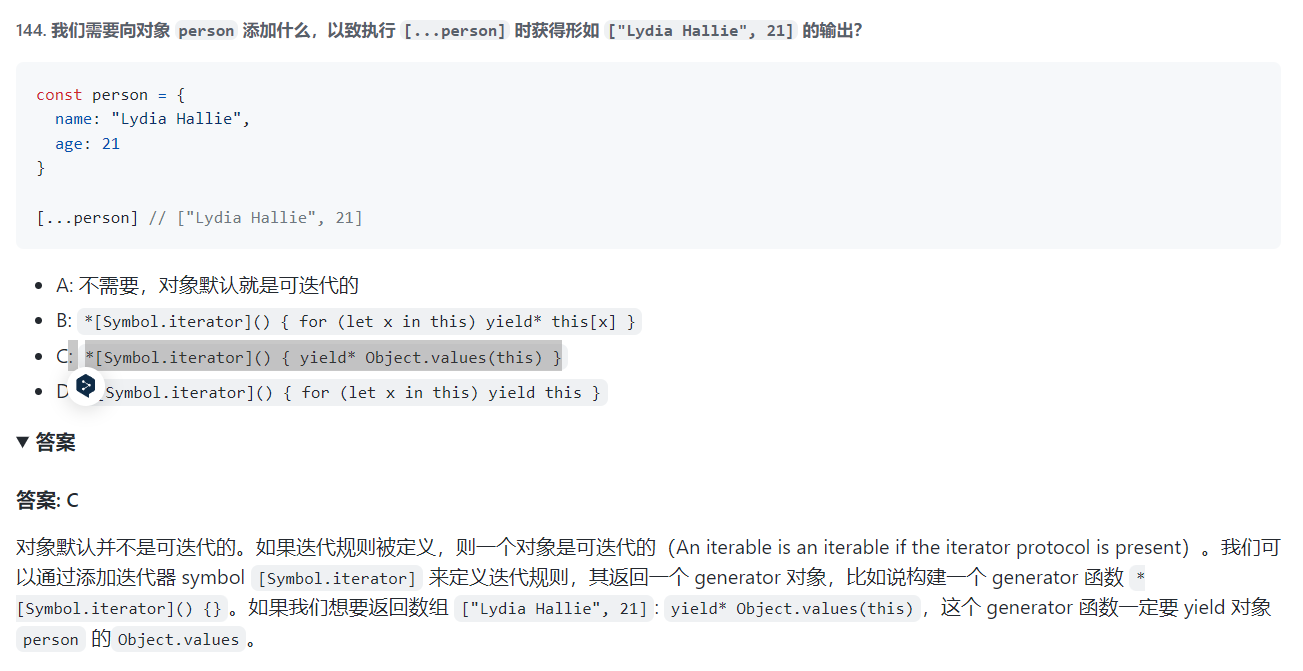 144. 我们需要向对象 person 添加什么，以致执行 [...person] 时获得形如 ["Lydia Hallie", 21] 的输出？
const person = {
  name: "Lydia Hallie",
  age: 21
}
[...person] // ["Lydia Hallie", 21]
• A: 不需要，对象默认就是可迭代的
• B: *[Symbol.iterator]() { for (let x in this) yield* this[x] }
• C: *[Symbol.iterator]() { yield* Object.values(this) }
• D [Symbol.iterator]() { for (let x in this) yield this }
▼ 答案
答案: C
对象默认并不是可迭代的。如果迭代规则被定义，则一个对象是可迭代的（An iterable is an iterable if the iterator protocol is present）。我们可
以通过添加迭代器 symbol [Symbol.iterator] 来定义迭代规则，其返回一个 generator 对象，比如说构建一个 generator 函数 *
[Symbol.iterator]() {}。如果我们想要返回数组 ["Lydia Hallie", 21]: yield* Object.values(this)，这个 generator 函数一定要 yield 对象
person 的 Object.values。